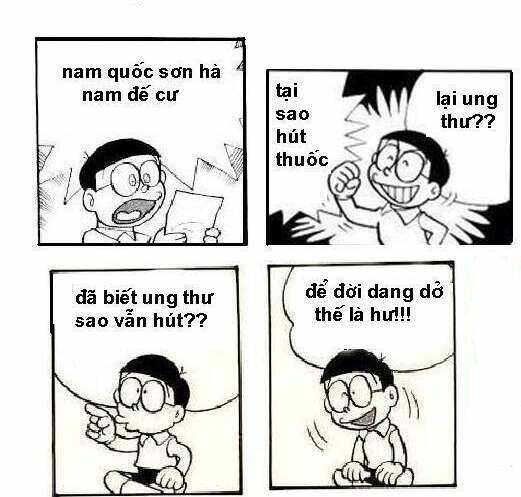 nam quốc sơn hà
nam đế cư
tại
sao
hút
thuốc
lại ung
thư??
đã biết ung thư
sao vẫn hút??
để đời dang dở
thế là hư!!!